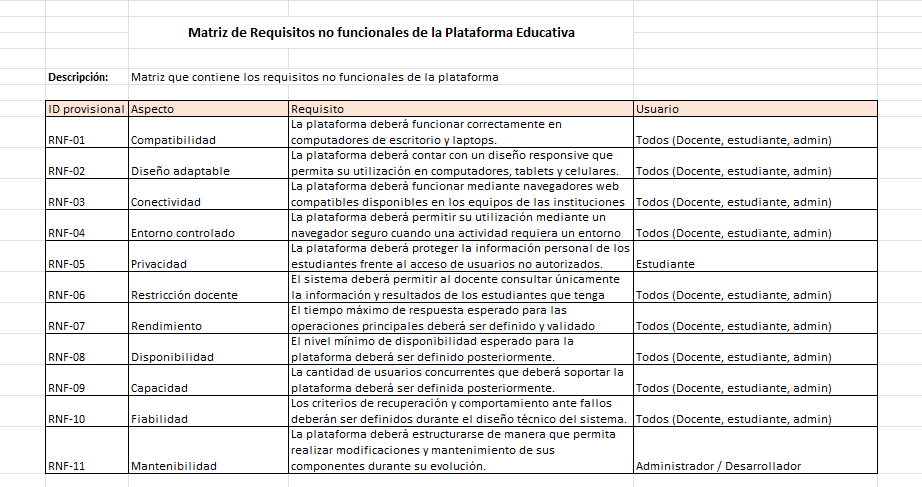 Matriz de Requisitos no funcionales de la Plataforma Educativa
Descripción: Matriz que contiene los requisitos no funcionales de la plataforma
ID provisional Aspecto Requisito Usuario
La plataforma deberá funcionar correctamente en
RNF-01 Compatibilidad computadores de escritorio y laptops. Todos (Docente, estudiante, admin)
La plataforma deberá contar con un diseño responsive que
RNF-02 Diseño adaptable permita su utilización en computadores, tablets y celulares. Todos (Docente, estudiante, admin)
La plataforma deberá funcionar mediante navegadores web
RNF-03 Conectividad compatibles disponibles en los equipos de las instituciones Todos (Docente, estudiante, admin)
La plataforma deberá permitir su utilización mediante un
RNF-04 Entorno controlado navegador seguro cuando una actividad requiera un entorno Todos (Docente, estudiante, admin)
La plataforma deberá proteger la información personal de los
RNF-05 Privacidad estudiantes frente al acceso de usuarios no autorizados. Estudiante
El sistema deberá permitir al docente consultar únicamente
RNF-06 Restricción docente la información y resultados de los estudiantes que tenga Todos (Docente, estudiante, admin)
El tiempo máximo de respuesta esperado para las
RNF-07 Rendimiento operaciones principales deberá ser definido y validado Todos (Docente, estudiante, admin)
El nivel mínimo de disponibilidad esperado para la
RNF-08 Disponibilidad plataforma deberá ser definido posteriormente. Todos (Docente, estudiante, admin)
La cantidad de usuarios concurrentes que deberá soportar la
RNF-09 Capacidad plataforma deberá ser definida posteriormente. Todos (Docente, estudiante, admin)
Los criterios de recuperación y comportamiento ante fallos
RNF-10 Fiabilidad deberán ser definidos durante el diseño técnico del sistema. Todos (Docente, estudiante, admin)
La plataforma deberá estructurarse de manera que permita
realizar modificaciones y mantenimiento de sus
RNF-11 Mantenibilidad componentes durante su evolución. Administrador / Desarrollador